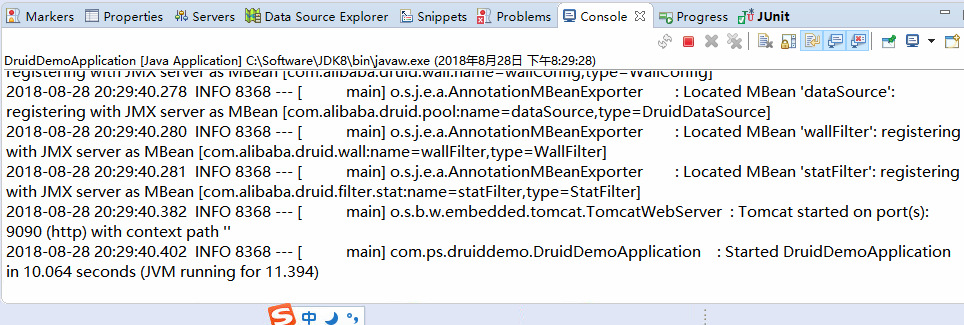 Markers Properties Servers Data Source Explorer Snippets Problems Console Progress JUnit
DruidDemoApplication [Java Application] C:\Software\JDK8\bin\javaw.exe (2018年8月28日 下午8:29:28)
registering with JMX server as MBean [com.alibaba.druid.wall:name=wallConfig,type=WallConfig]
2018-08-28 20:29:40.278  INFO 8368 --- [           main] o.s.j.e.a.AnnotationMBeanExporter        : Located MBean 'dataSource':
registering with JMX server as MBean [com.alibaba.druid.pool:name=dataSource,type=DruidDataSource]
2018-08-28 20:29:40.280  INFO 8368 --- [           main] o.s.j.e.a.AnnotationMBeanExporter        : Located MBean 'wallFilter': registering
with JMX server as MBean [com.alibaba.druid.wall:name=wallFilter,type=WallFilter]
2018-08-28 20:29:40.281  INFO 8368 --- [           main] o.s.j.e.a.AnnotationMBeanExporter        : Located MBean 'statFilter': registering
with JMX server as MBean [com.alibaba.druid.filter.stat:name=statFilter,type=StatFilter]
2018-08-28 20:29:40.382  INFO 8368 --- [           main] o.s.b.w.embedded.tomcat.TomcatWebServer  : Tomcat started on port(s):
9090 (http) with context path ''
2018-08-28 20:29:40.402  INFO 8368 --- [           main] com.ps.druiddemo.DruidDemoApplication    : Started DruidDemoApplication
in 10.064 seconds (JVM running for 11.394)
S 中